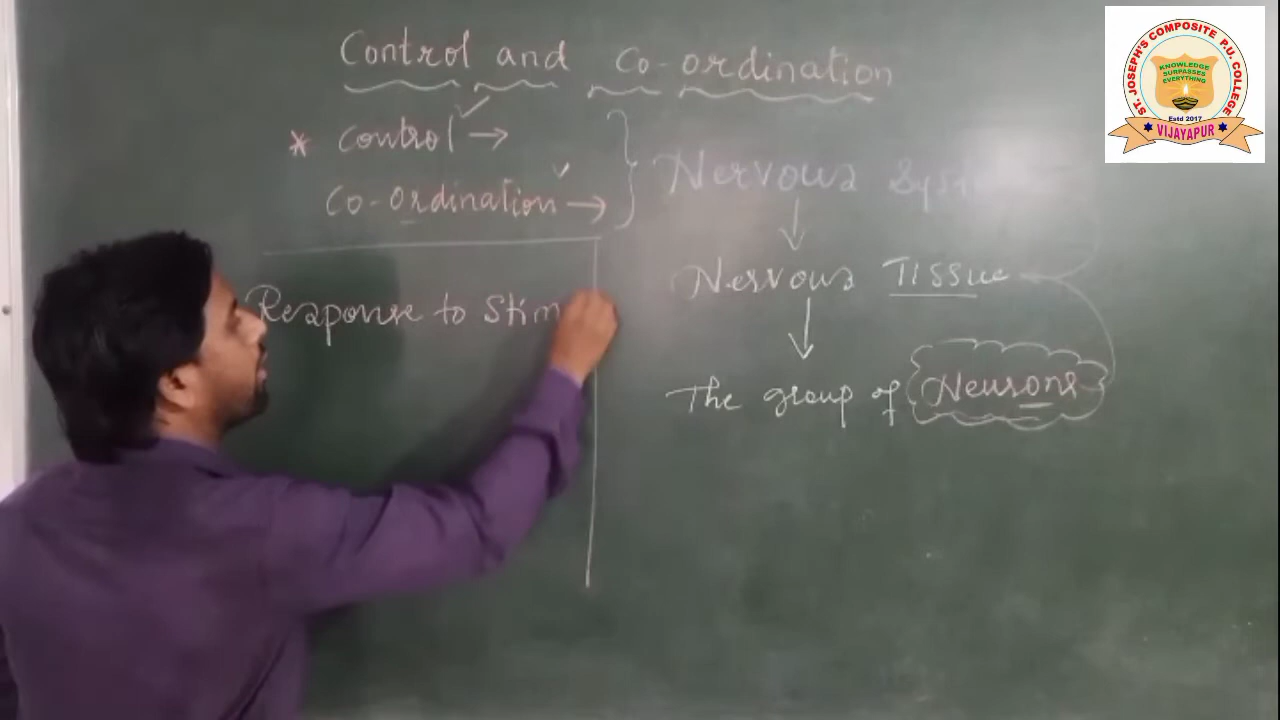 Control and Co-ordination
* Control →
Co-ordination →
Nervous
↓
Nervous Tissue
↓
The group of Neurons
Response to Stim
ST. JOSEPH'S COMPOSITE P.U. COLLEGE
KNOWLEDGE
SURPASSES
EVERYTHING
Estd 2017
VIJAYAPUR